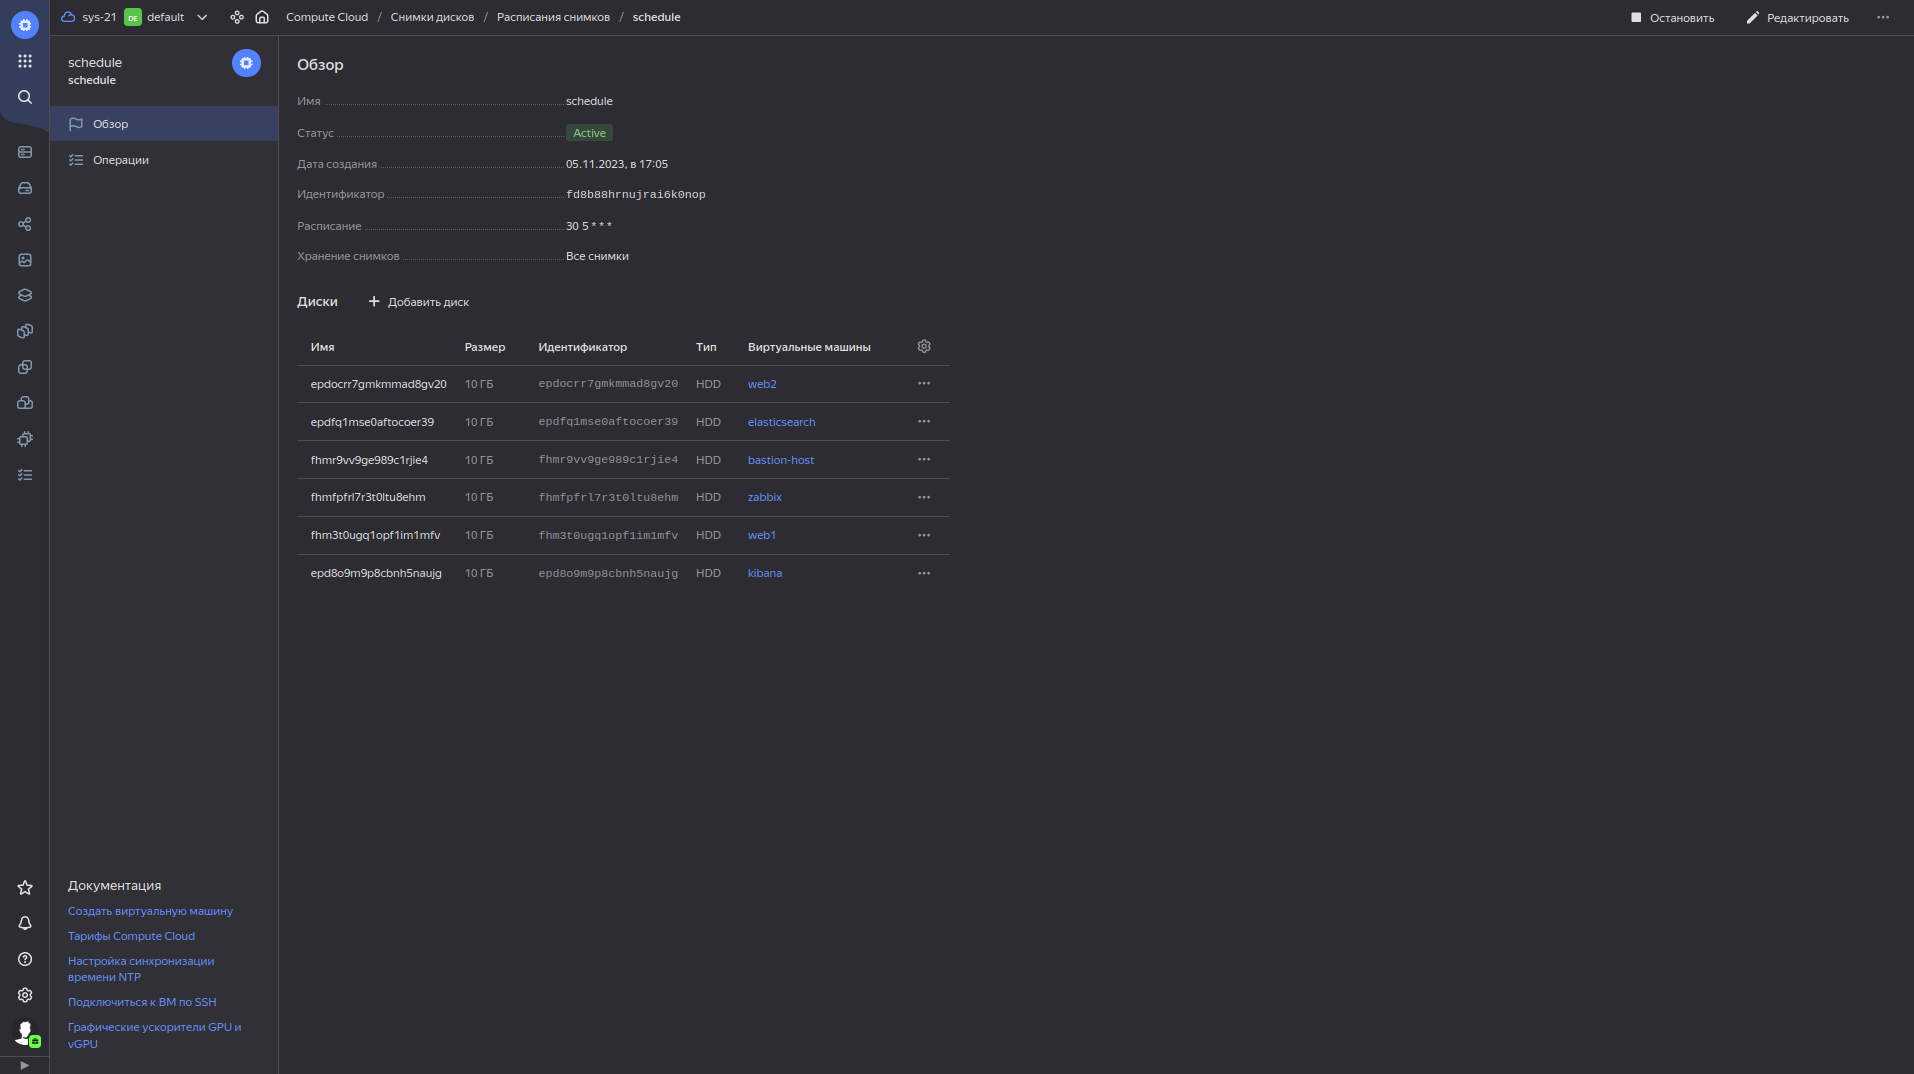 sys-21 DE default Compute Cloud / Снимки дисков / Расписания снимков / schedule Остановить Редактировать
schedule
schedule
Обзор
Операции
Обзор
Имя schedule
Статус Active
Дата создания 05.11.2023, в 17:05
Идентификатор fd8b88hrnujrai6k0nop
Расписание 30 5 * * *
Хранение снимков Все снимки
Диски Добавить диск
Имя Размер Идентификатор Тип Виртуальные машины
epdocrr7gmkmmad8gv20 10 ГБ epdocrr7gmkmmad8gv20 HDD web2
epdfq1mse0aftocoer39 10 ГБ epdfq1mse0aftocoer39 HDD elasticsearch
fhmr9vv9ge989c1rjie4 10 ГБ fhmr9vv9ge989c1rjie4 HDD bastion-host
fhmfpfrl7r3t0ltu8ehm 10 ГБ fhmfpfrl7r3t0ltu8ehm HDD zabbix
fhm3t0ugq1opf1im1mfv 10 ГБ fhm3t0ugq1opf1im1mfv HDD web1
epd8o9m9p8cbnh5naujg 10 ГБ epd8o9m9p8cbnh5naujg HDD kibana
Документация
Создать виртуальную машину
Тарифы Compute Cloud
Настройка синхронизации
времени NTP
Подключиться к ВМ по SSH
Графические ускорители GPU и
vGPU